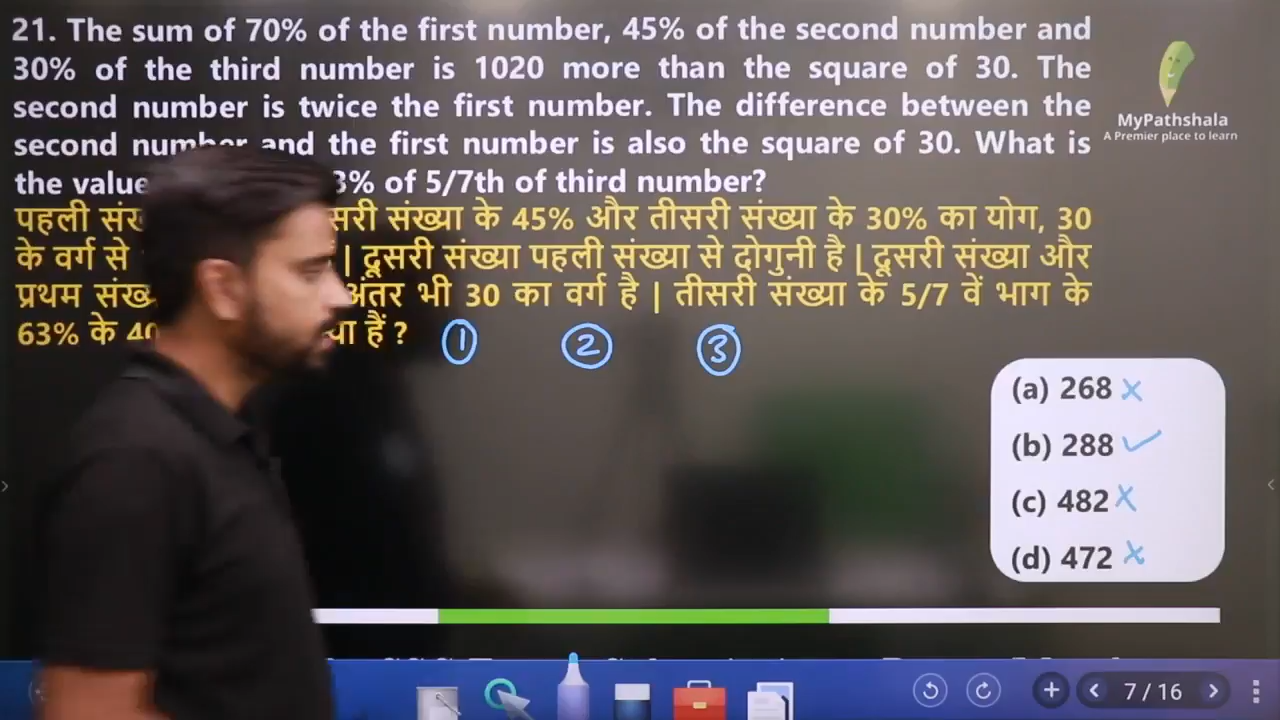 21. The sum of 70% of the first number, 45% of the second number and
30% of the third number is 1020 more than the square of 30. The
second number is twice the first number. The difference between the
second number and the first number is also the square of 30. What is
the value 3% of 5/7th of third number?
पहली सरी संख्या के 45% और तीसरी संख्या के 30% का योग, 30
के वर्ग से | दूसरी संख्या पहली संख्या से दोगुनी है | दूसरी संख्या और
प्रथम अंतर भी 30 का वर्ग है | तीसरी संख्या के 5/7 वें भाग के
63% के 40 या हैं ?
1 2 3
(a) 268 ×
(b) 288 ✓
(c) 482 ×
(d) 472 ×
MyPathshala
A Premier place to learn
7 / 16